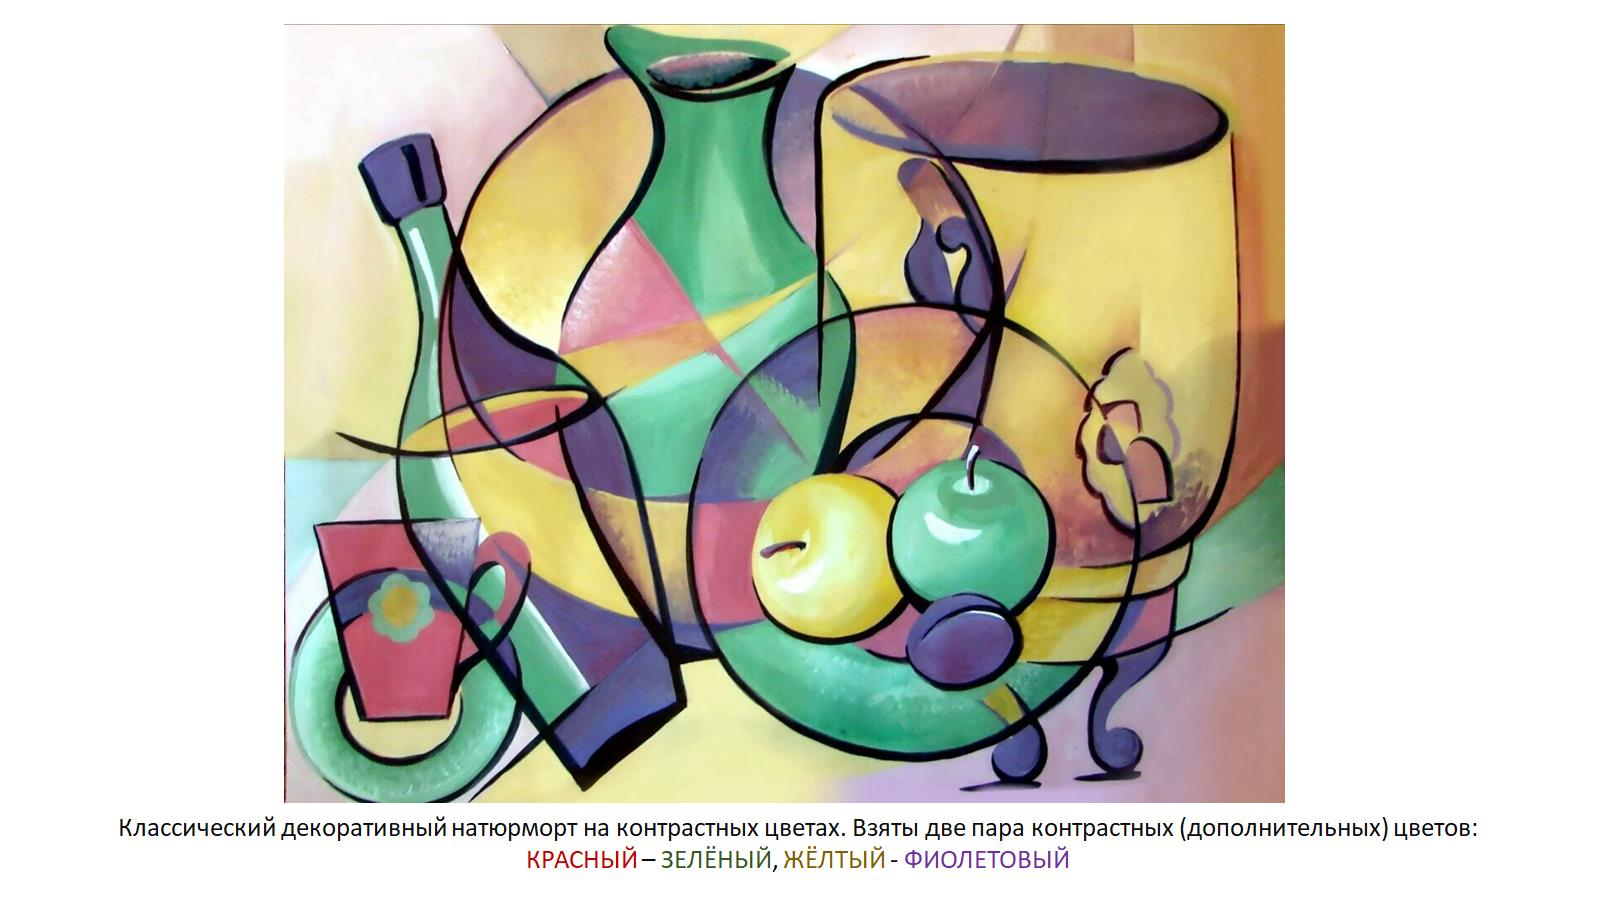 Классический декоративный натюрморт на контрастных цветах. Взяты две пара контрастных (дополнительных) цветов:
КРАСНЫЙ – ЗЕЛЁНЫЙ, ЖЁЛТЫЙ - ФИОЛЕТОВЫЙ